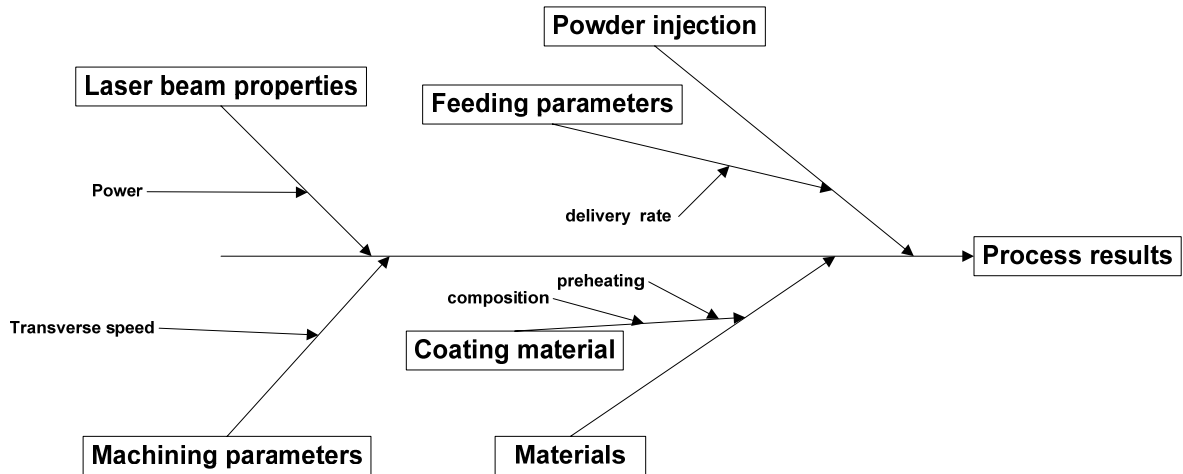 Powder injection
Laser beam properties
Feeding parameters
Power
delivery rate
Process results
preheating
composition
Transverse speed
Coating material
Machining parameters
Materials